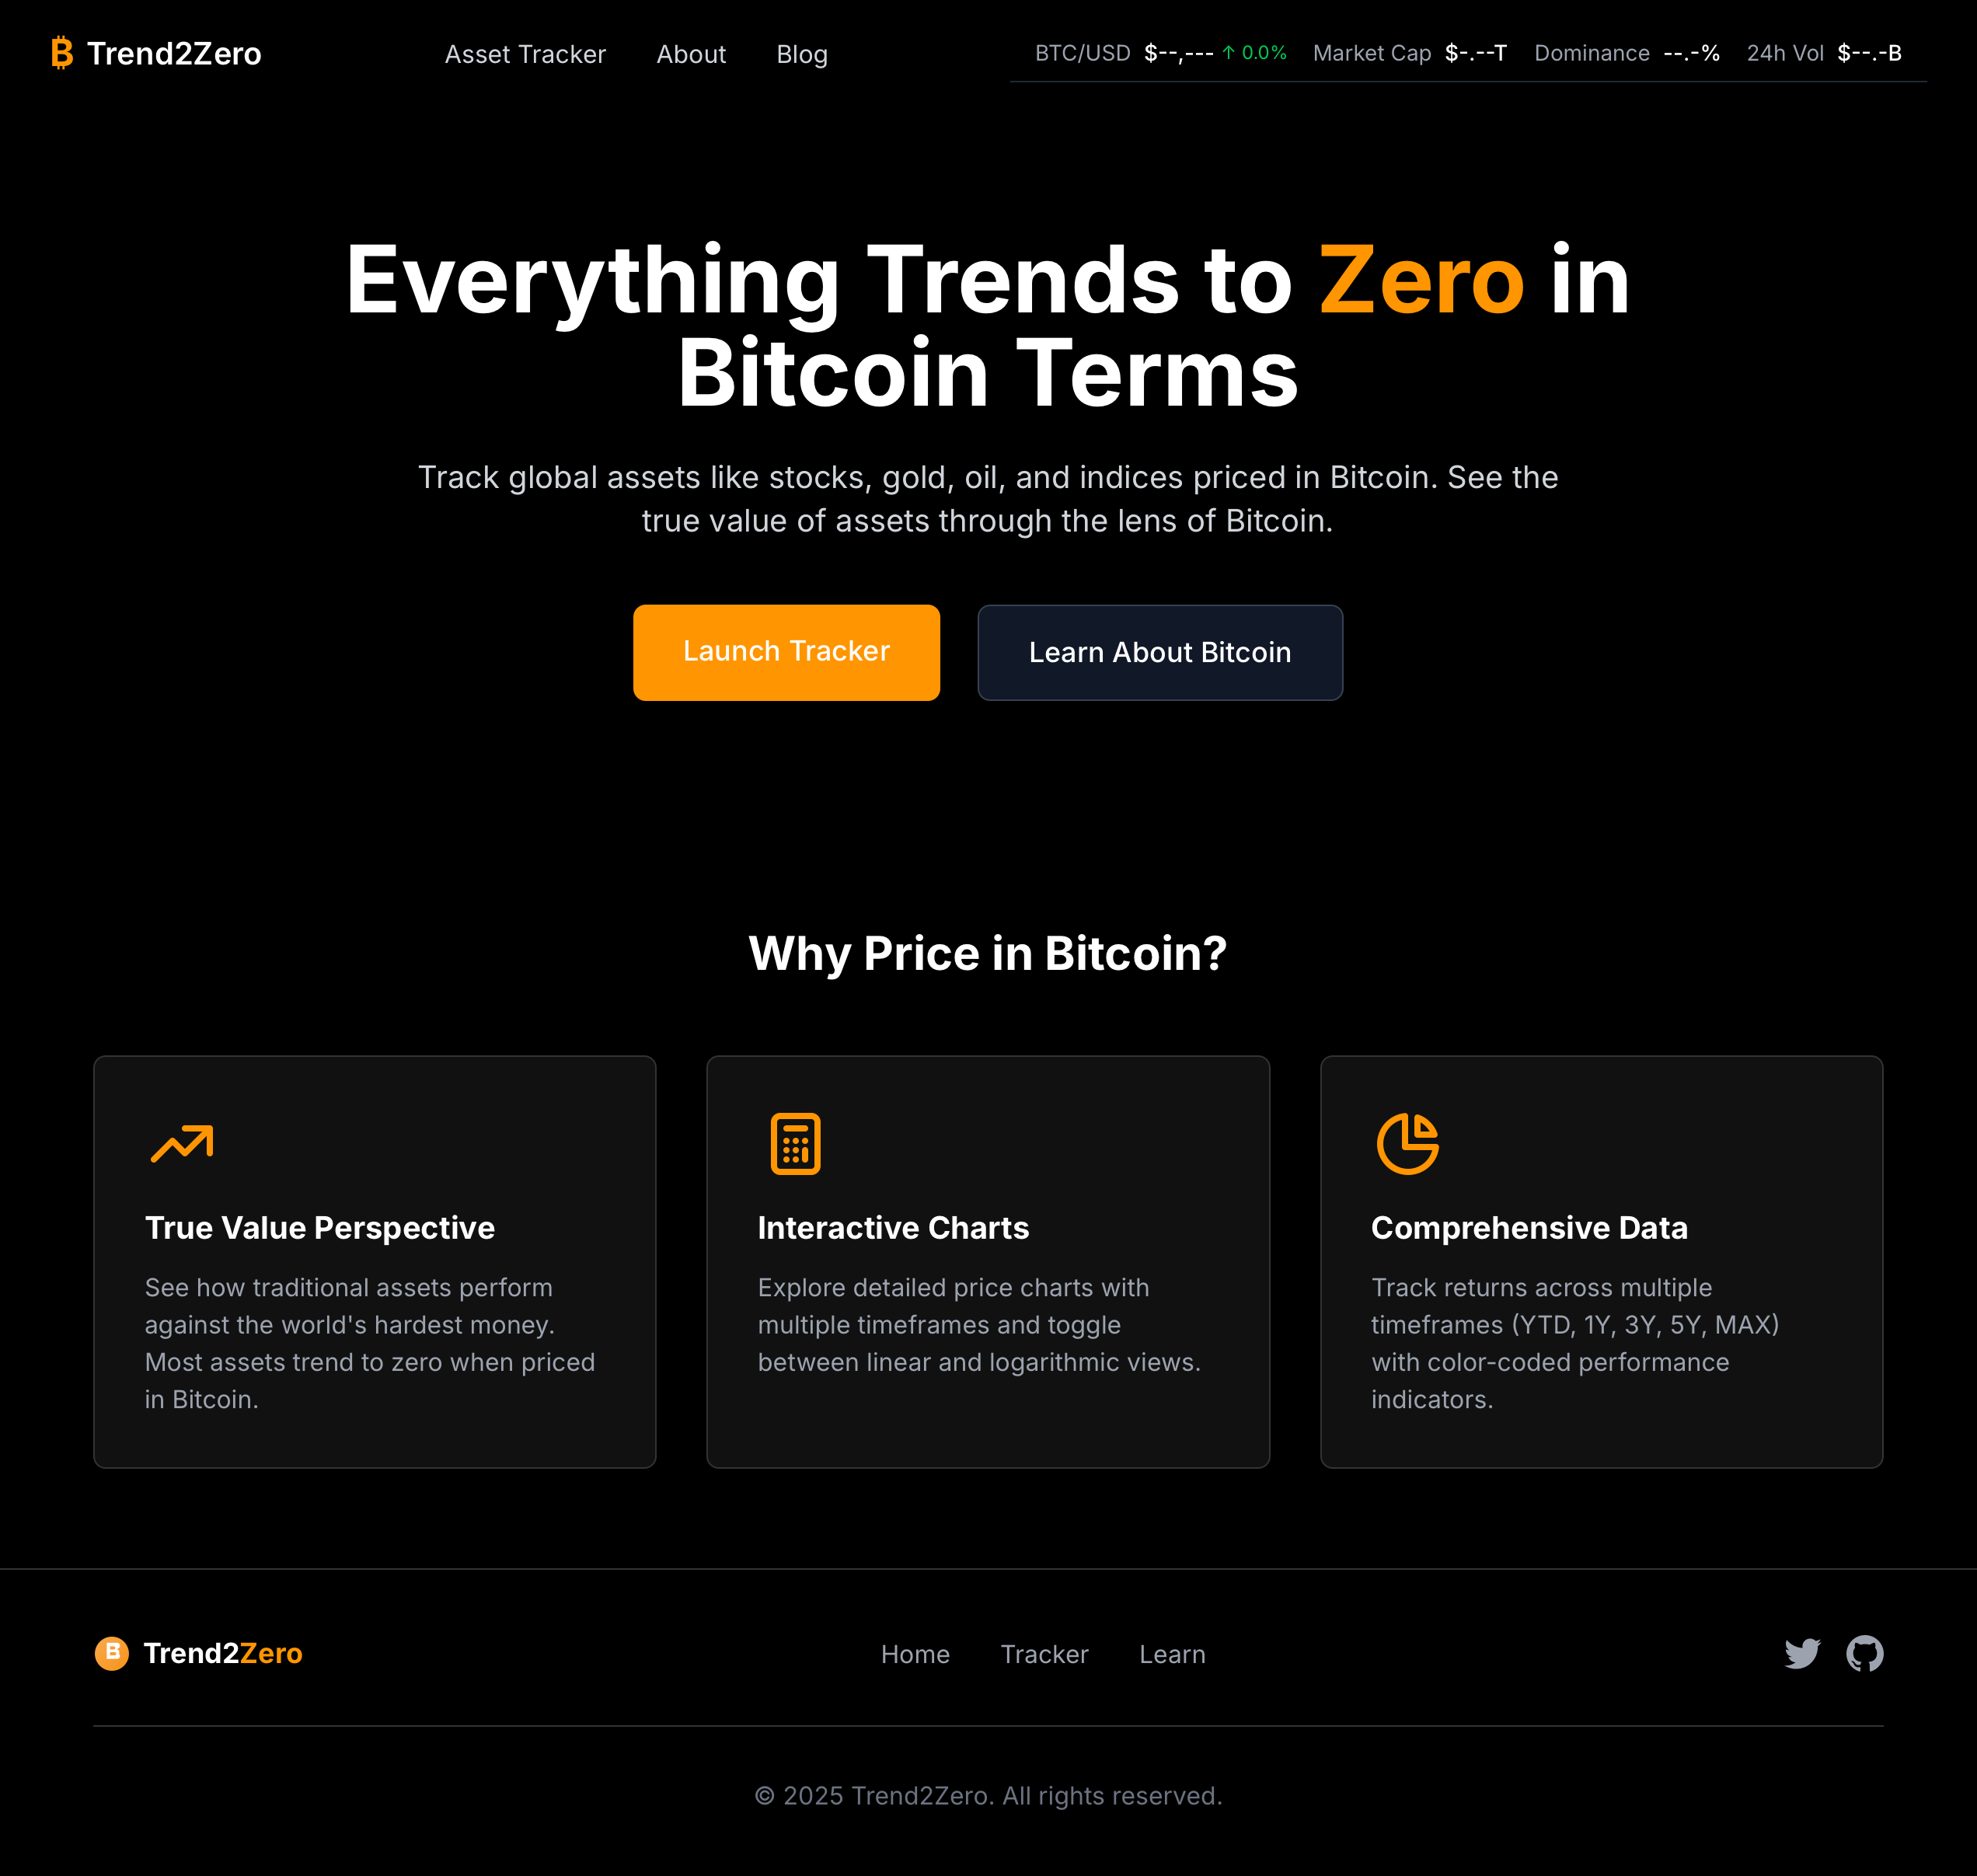 Trend2Zero Asset Tracker About Blog BTC/USD $--,--- ↑ 0.0% Market Cap $-.--T Dominance --.-% 24h Vol $--.-B
Everything Trends to Zero in
Bitcoin Terms
Track global assets like stocks, gold, oil, and indices priced in Bitcoin. See the
true value of assets through the lens of Bitcoin.
Launch Tracker Learn About Bitcoin
Why Price in Bitcoin?
True Value Perspective
See how traditional assets perform
against the world's hardest money.
Most assets trend to zero when priced
in Bitcoin.
Interactive Charts
Explore detailed price charts with
multiple timeframes and toggle
between linear and logarithmic views.
Comprehensive Data
Track returns across multiple
timeframes (YTD, 1Y, 3Y, 5Y, MAX)
with color-coded performance
indicators.
Trend2Zero Home Tracker Learn
© 2025 Trend2Zero. All rights reserved.